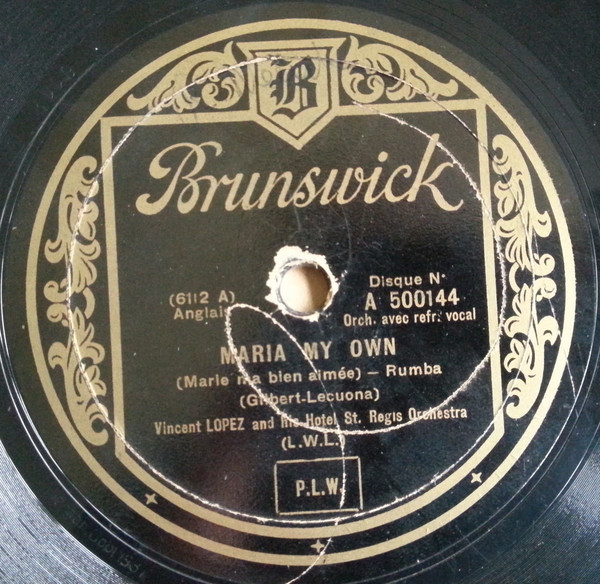 B
Brunswick
(6112 A)
Anglais
Disque No
A 500144
Orch. avec refr. vocal
MARIA MY OWN
(Marie m'a bien aimée) – Rumba
(Gilbert-Lecuona)
Vincent LOPEZ and his Hotel St. Regis Orchestra
(L.W.L.)
P.L.W.